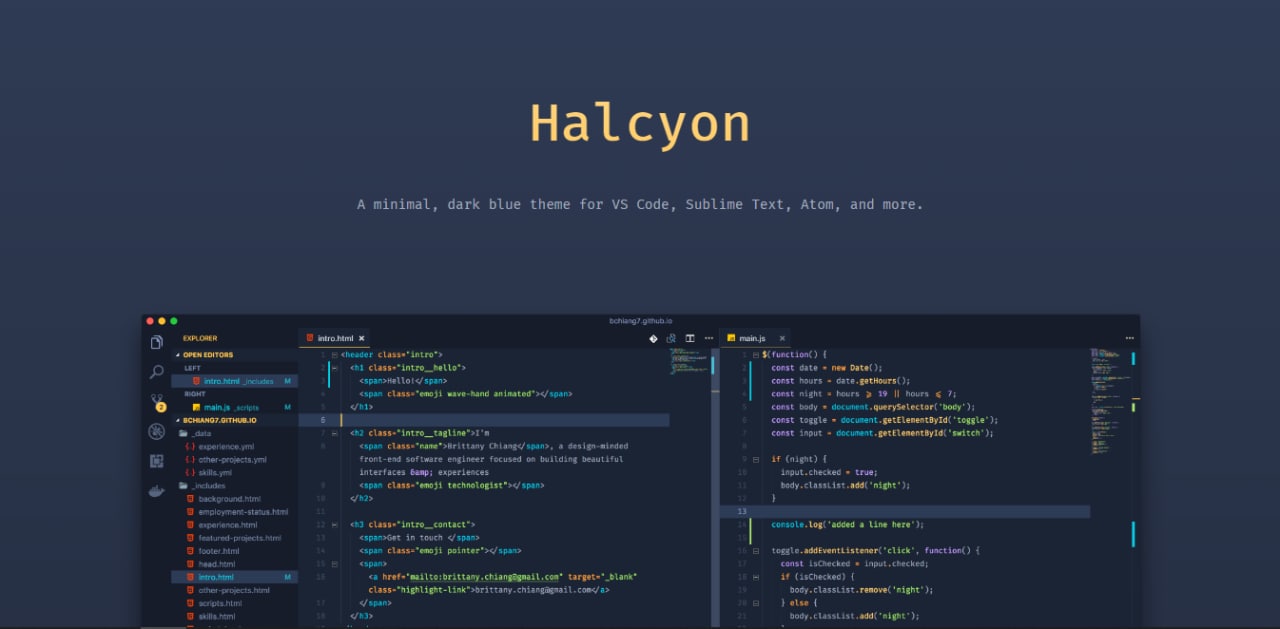 Halcyon
A minimal, dark blue theme for VS Code, Sublime Text, Atom, and more.
bchiang7.github.io
EXPLORER
OPEN EDITORS
LEFT
intro.html _includes M
RIGHT
main.js _scripts M
2
BCHIANG7.GITHUB.IO
_data
{..} experience.yml
{..} other-projects.yml
{..} skills.yml
_includes
background.html
employment-status.html
experience.html
featured-projects.html
footer.html
head.html
intro.html M
other-projects.html
scripts.html
skills.html
intro.html ×
1 <header class="intro">
2 <h1 class="intro__hello">
3 <span>Hello!</span>
4 <span class="emoji wave-hand animated"></span>
5 </h1>
6
7 <h2 class="intro__tagline">I'm
8 <span class="name">Brittany Chiang</span>, a design-minded
front-end software engineer focused on building beautiful
interfaces &amp; experiences
9 <span class="emoji technologist"></span>
10 </h2>
11
12 <h3 class="intro__contact">
13 <span>Get in touch </span>
14 <span class="emoji pointer"></span>
15 <span>
16 <a href="mailto:brittany.chiang@gmail.com" target="_blank"
class="highlight-link">brittany.chiang@gmail.com</a>
17 </span>
18 </h3>
main.js ×
1 $(function() {
2 const date = new Date();
3 const hours = date.getHours();
4 const night = hours ⩾ 19 || hours ⩽ 7;
5 const body = document.querySelector('body');
6 const toggle = document.getElementById('toggle');
7 const input = document.getElementById('switch');
8
9 if (night) {
10 input.checked = true;
11 body.classList.add('night');
12 }
13
14 console.log('added a line here');
15
16 toggle.addEventListener('click', function() {
17 const isChecked = input.checked;
18 if (isChecked) {
19 body.classList.remove('night');
20 } else {
21 body.classList.add('night');